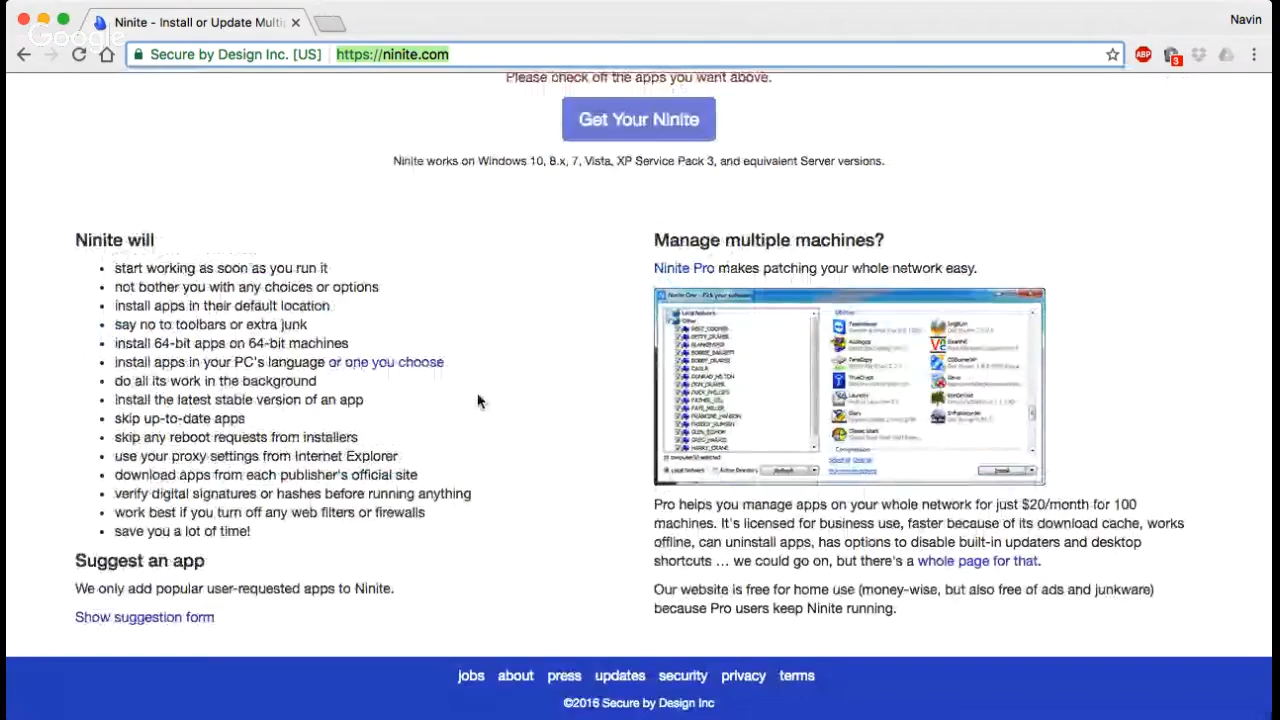 Ninite - Install or Update Multi
Navin
Google
Secure by Design Inc. [US]
https://ninite.com
ABP
3
Please check off the apps you want above.
Get Your Ninite
Ninite works on Windows 10, 8.x, 7, Vista, XP Service Pack 3, and equivalent Server versions.
Ninite will
start working as soon as you run it
not bother you with any choices or options
install apps in their default location
say no to toolbars or extra junk
install 64-bit apps on 64-bit machines
install apps in your PC's language or one you choose
do all its work in the background
install the latest stable version of an app
skip up-to-date apps
skip any reboot requests from installers
use your proxy settings from Internet Explorer
download apps from each publisher's official site
verify digital signatures or hashes before running anything
work best if you turn off any web filters or firewalls
save you a lot of time!
Suggest an app
We only add popular user-requested apps to Ninite.
Show suggestion form
Manage multiple machines?
Ninite Pro makes patching your whole network easy.
Pro helps you manage apps on your whole network for just $20/month for 100
machines. It's licensed for business use, faster because of its download cache, works
offline, can uninstall apps, has options to disable built-in updaters and desktop
shortcuts … we could go on, but there's a whole page for that.
Our website is free for home use (money-wise, but also free of ads and junkware)
because Pro users keep Ninite running.
jobs about press updates security privacy terms
©2016 Secure by Design Inc